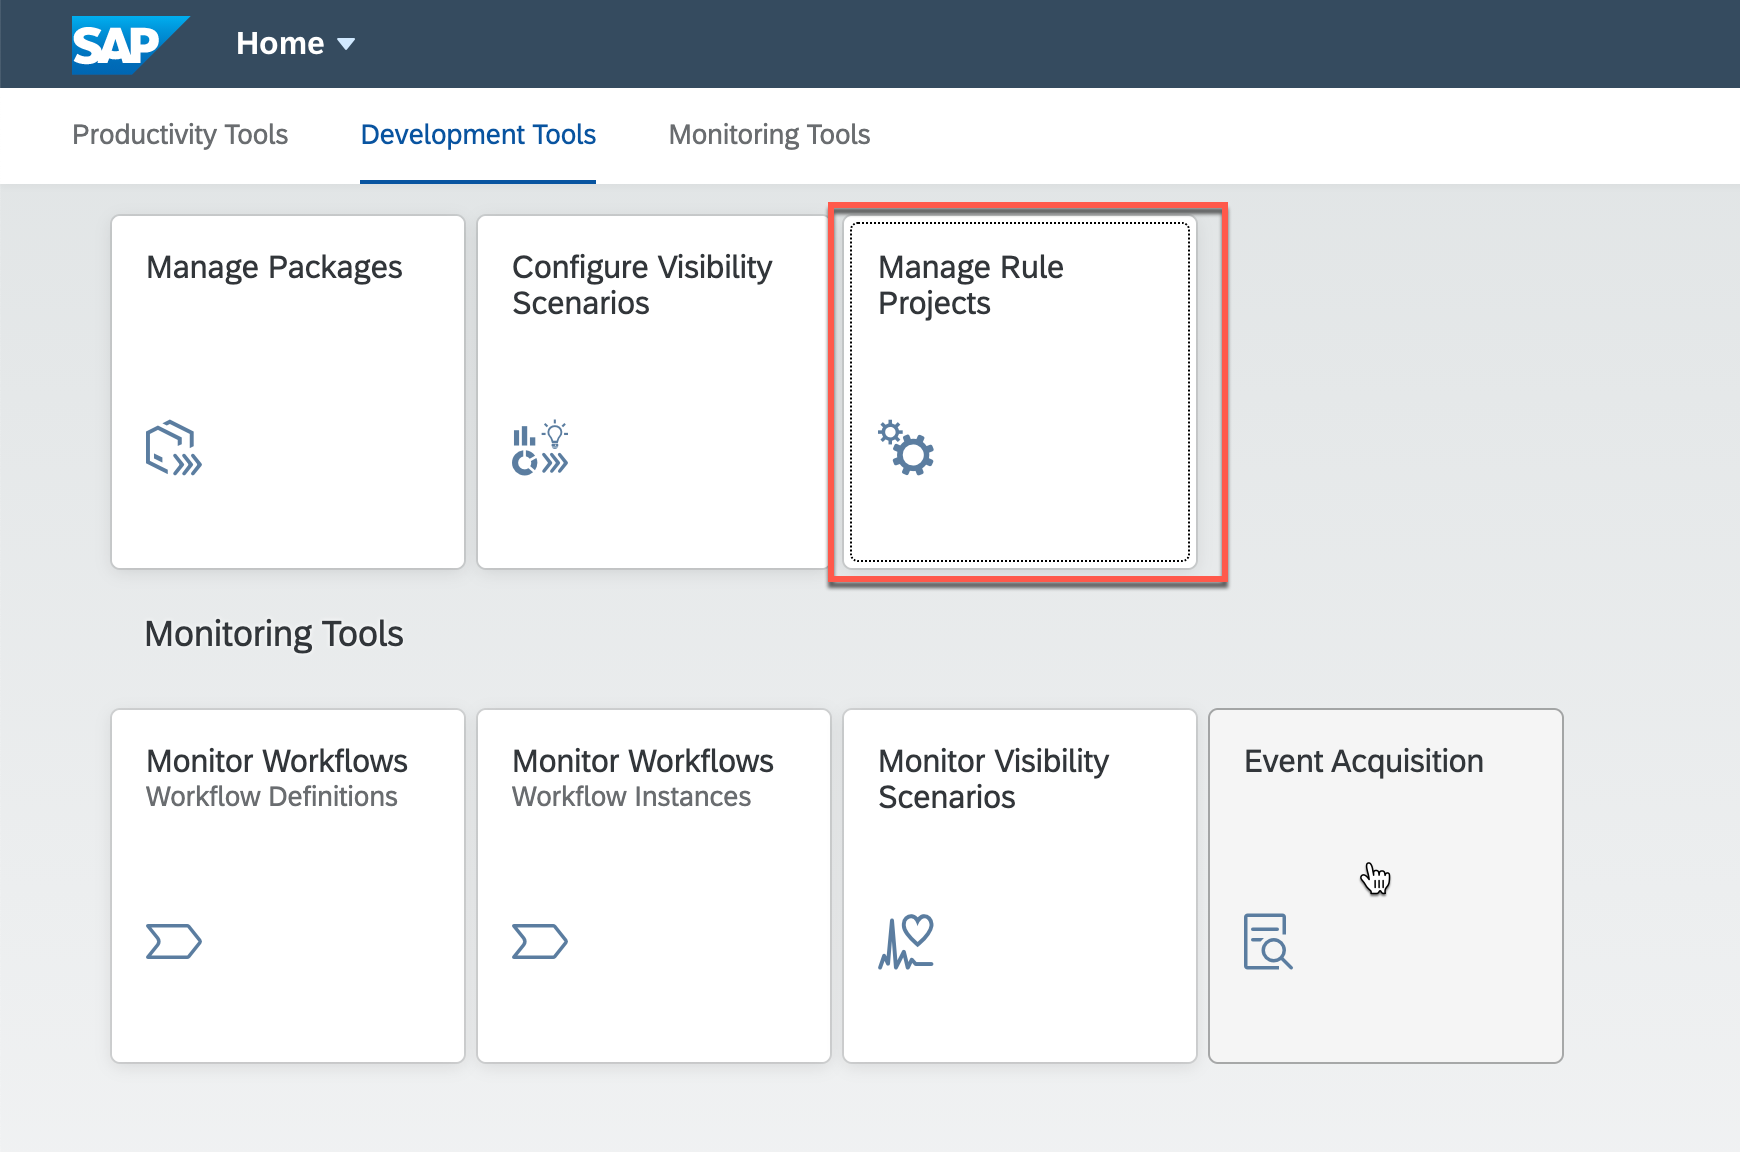 SAP Home
Productivity Tools Development Tools Monitoring Tools
Manage Packages
Configure Visibility
Scenarios
Manage Rule
Projects
Monitoring Tools
Monitor Workflows
Workflow Definitions
Monitor Workflows
Workflow Instances
Monitor Visibility
Scenarios
Event Acquisition